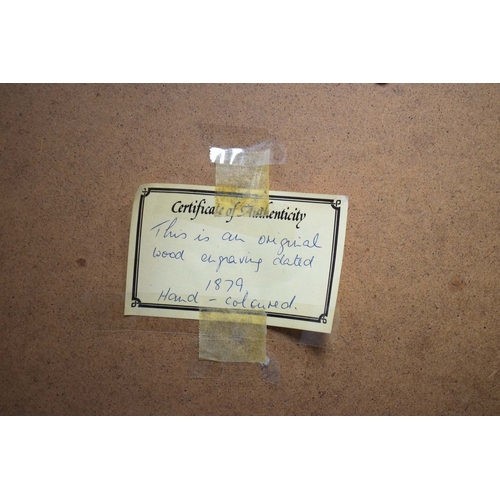 Certificate of Authenticity
This is an original
wood engraving dated
1879
Hand - coloured.